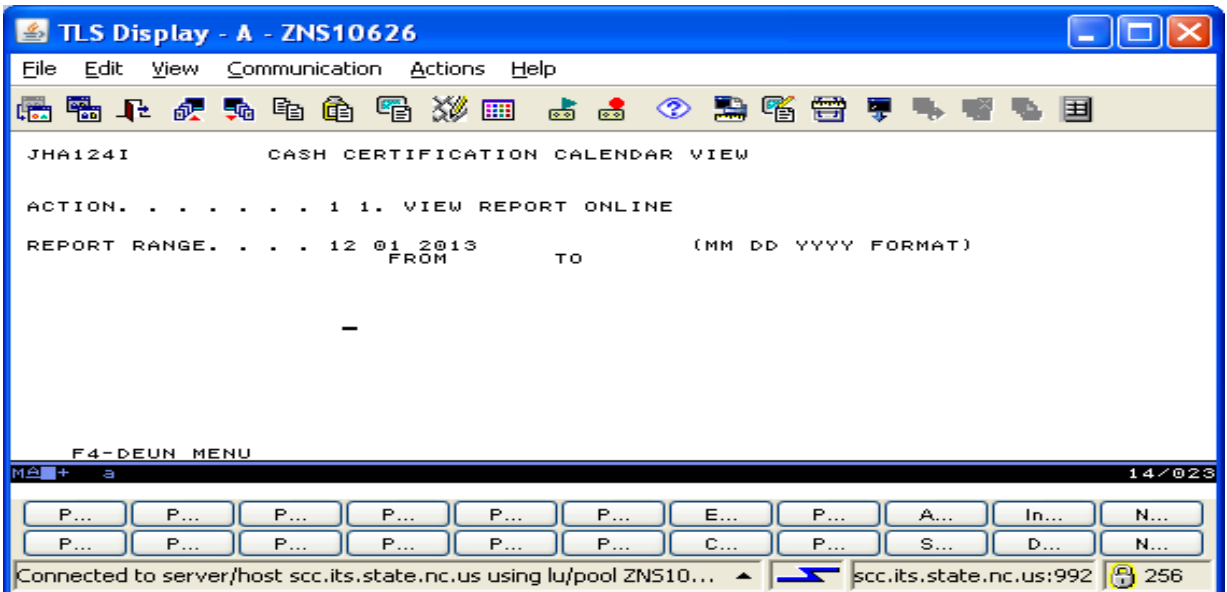 TLS Display - A - ZNS10626
File Edit View Communication Actions Help
JHA124I CASH CERTIFICATION CALENDAR VIEW
ACTION. . . . . . . 1 1. VIEW REPORT ONLINE
REPORT RANGE. . . . 12 01 2013 (MM DD YYYY FORMAT)
FROM TO
F4-DEUN MENU
MA + a 14/023
P... P... P... P... P... P... E... P... A... In... N...
P... P... P... P... P... P... C... P... S... D... N...
Connected to server/host scc.its.state.nc.us using lu/pool ZNS10... scc.its.state.nc.us:992 256